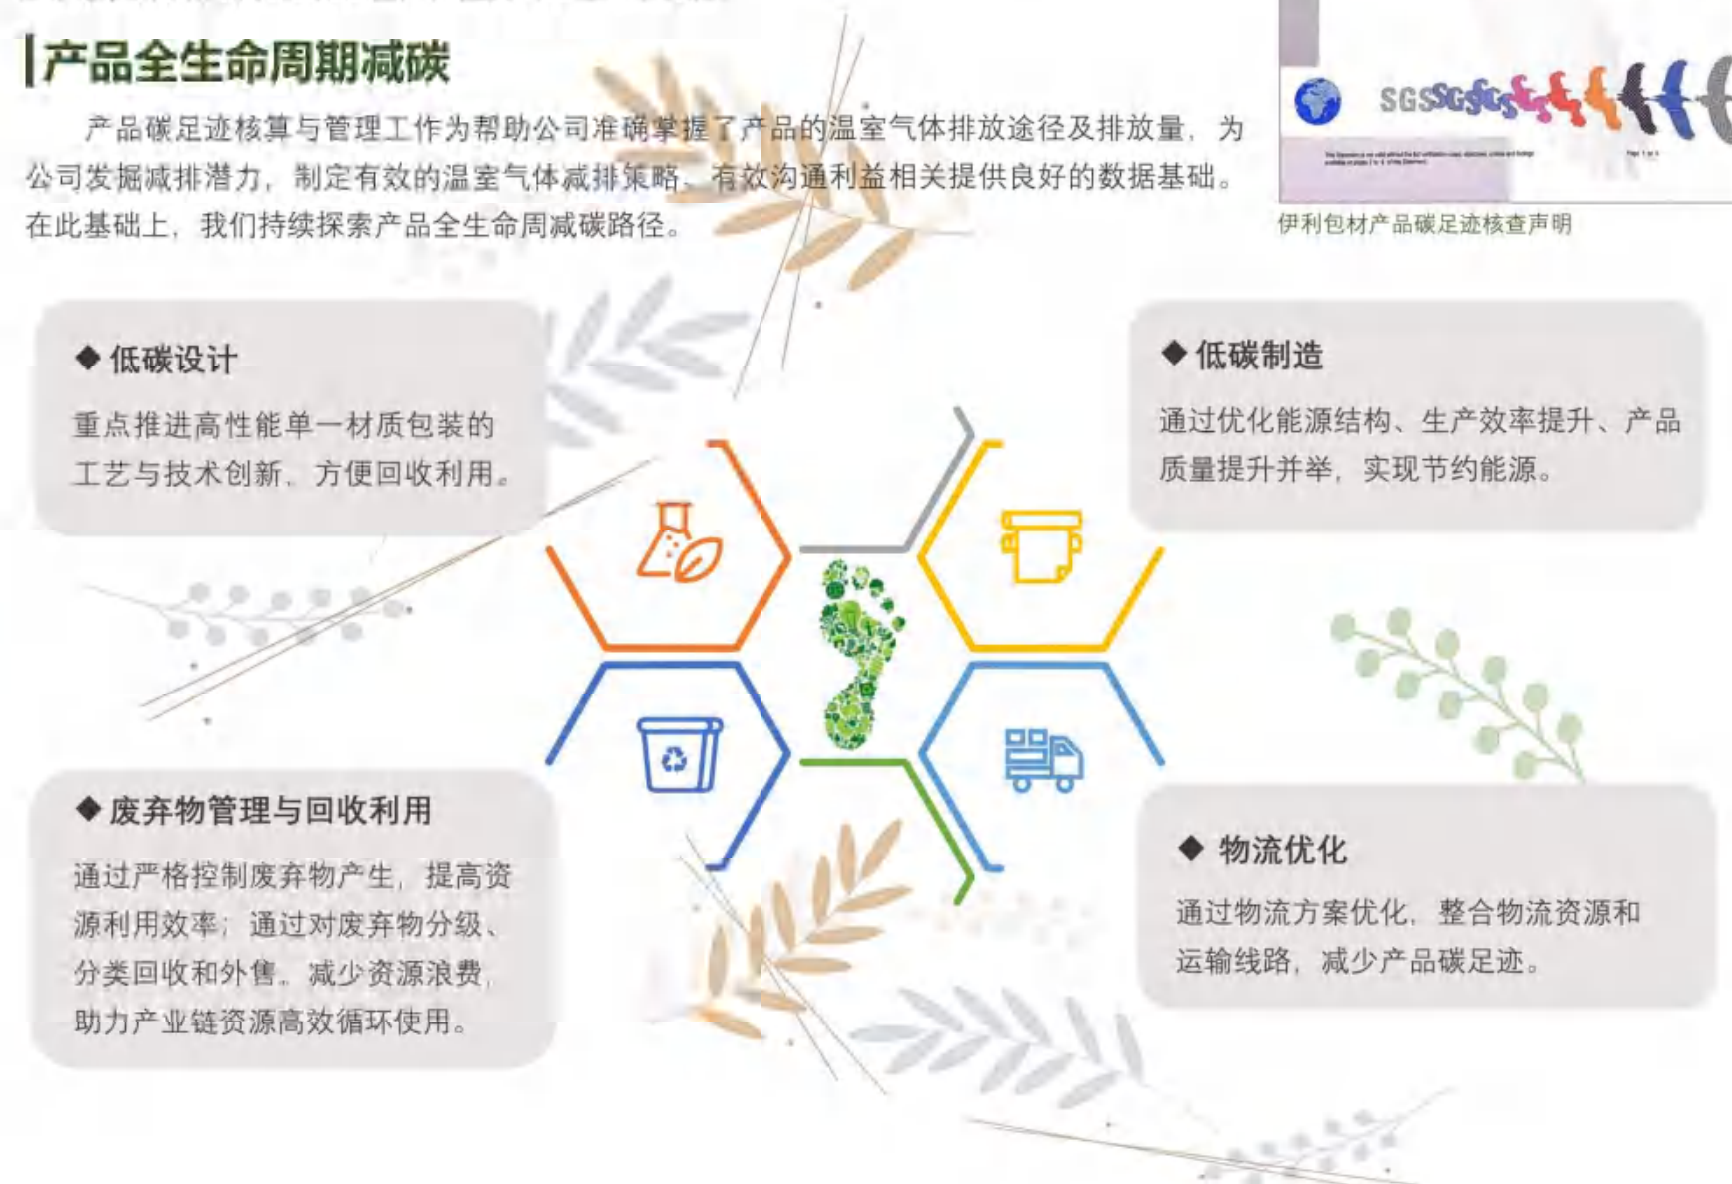 产品全生命周期减碳
产品碳足迹核算与管理工作为帮助公司准确掌握了产品的温室气体排放途径及排放量，为
公司发掘减排潜力，制定有效的温室气体减排策略、有效沟通利益相关提供良好的数据基础。
在此基础上，我们持续探索产品全生命周减碳路径。
SGSSGSSGS
伊利包材产品碳足迹核查声明
◆低碳设计
重点推进高性能单一材质包装的
工艺与技术创新，方便回收利用。
◆低碳制造
通过优化能源结构、生产效率提升、产品
质量提升并举，实现节约能源。
◆废弃物管理与回收利用
通过严格控制废弃物产生，提高资
源利用效率；通过对废弃物分级、
分类回收和外售。减少资源浪费，
助力产业链资源高效循环使用。
◆ 物流优化
通过物流方案优化，整合物流资源和
运输线路，减少产品碳足迹。